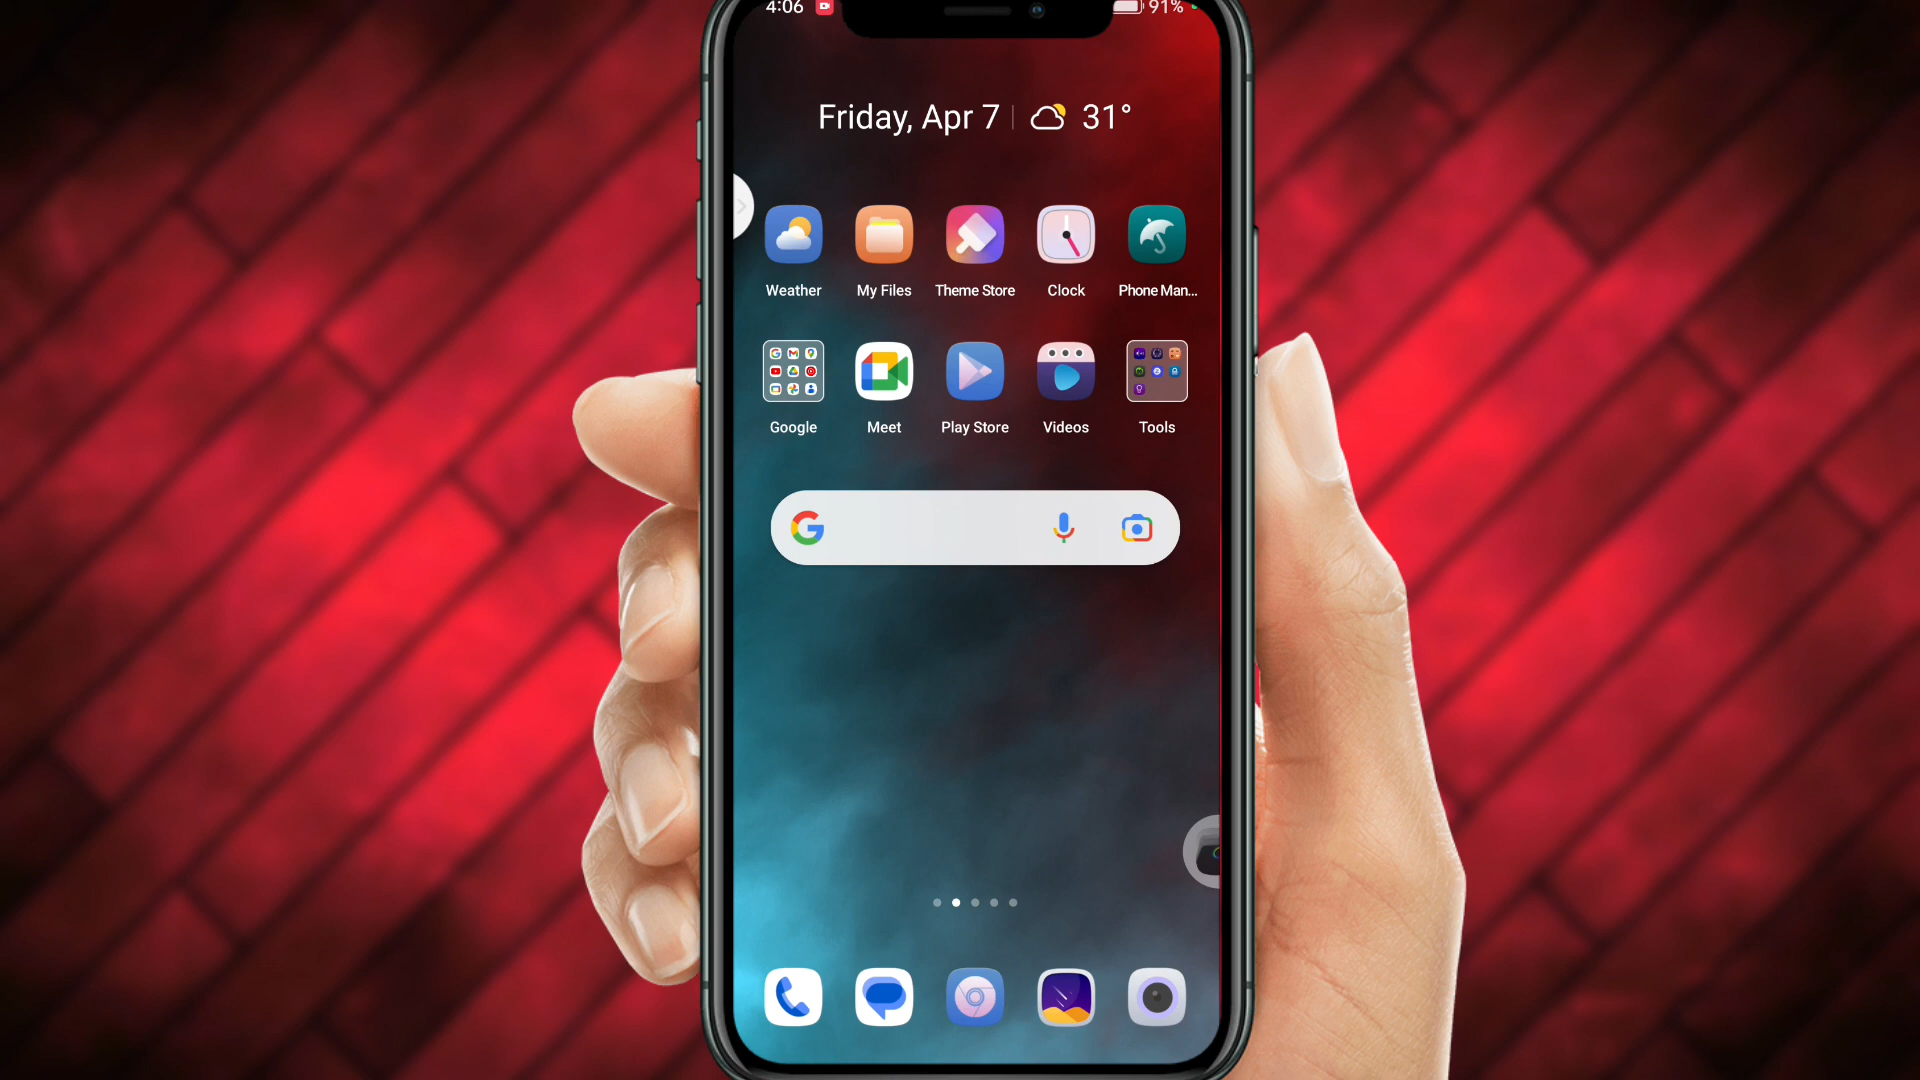 4:06
91%
Friday, Apr 7
31°
Weather
My Files
Theme Store
Clock
Phone Man...
Google
Meet
Play Store
Videos
Tools